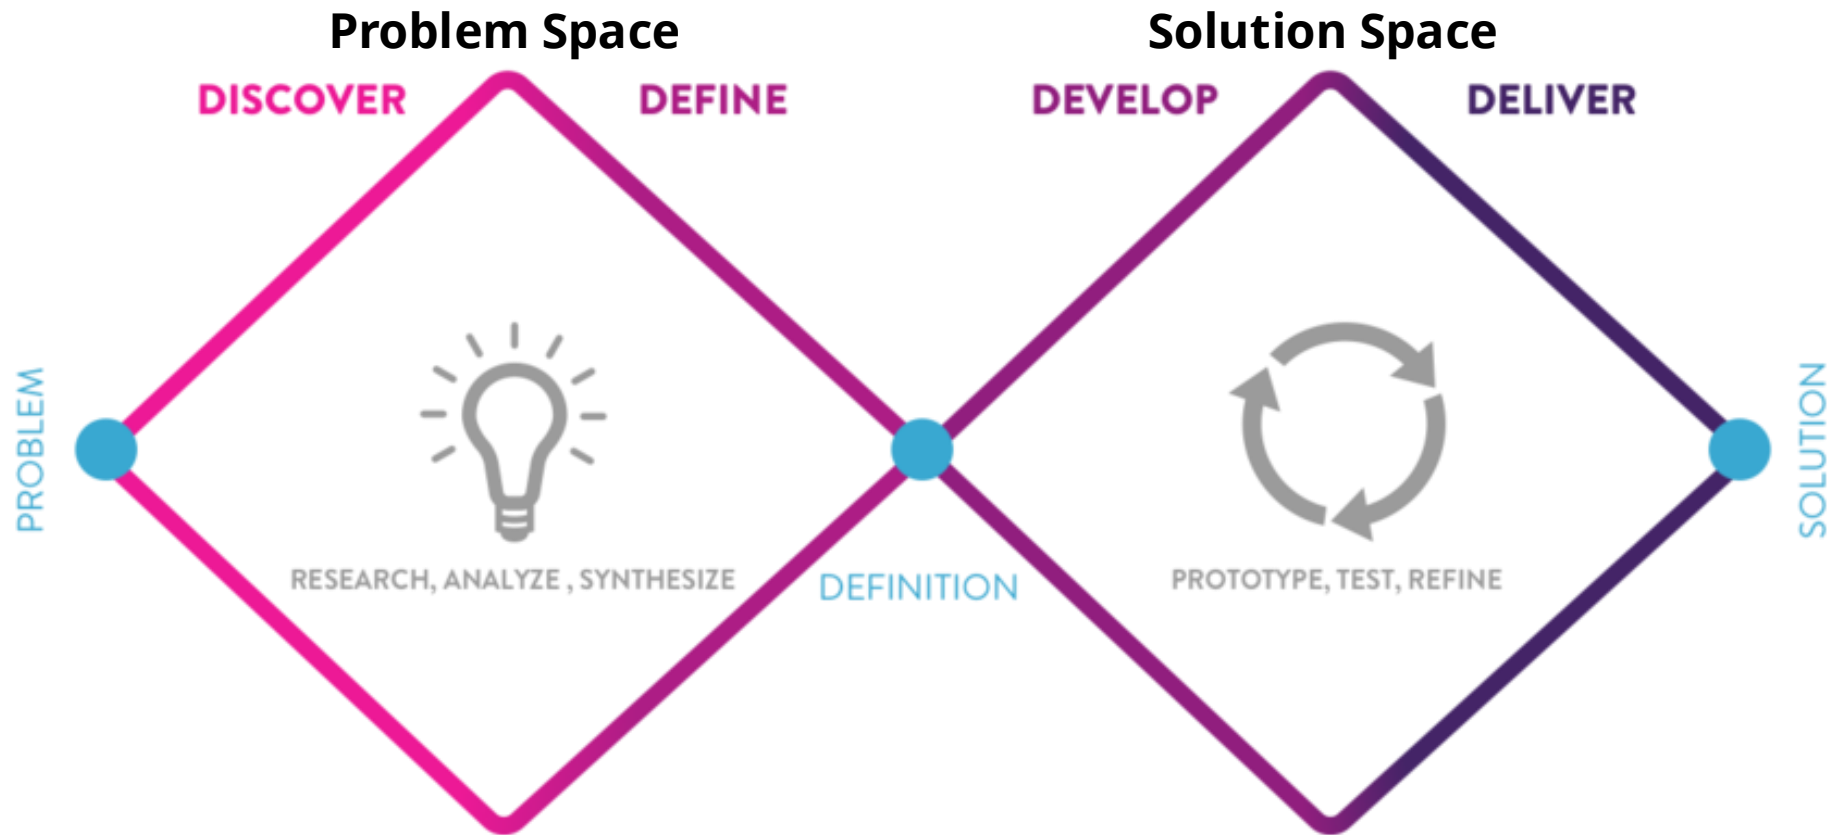 Problem Space
Solution Space
DISCOVER
DEFINE
DEVELOP
DELIVER
PROBLEM
SOLUTION
RESEARCH, ANALYZE , SYNTHESIZE
DEFINITION
PROTOTYPE, TEST, REFINE